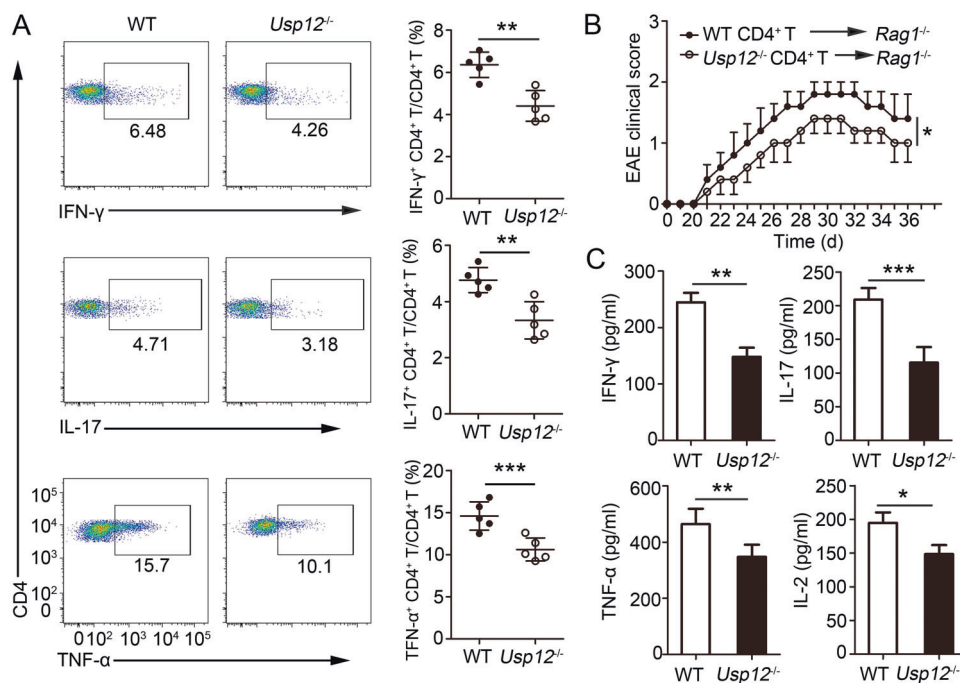 A
WT
Usp12-/-
6.48
4.26
IFN-γ
IFN-γ+ CD4+ T/CD4+ T (%)
8
6
4
2
0
**
WT Usp12-/-
4.71
3.18
IL-17
IL-17+ CD4+ T/CD4+ T (%)
6
4
2
0
**
WT Usp12-/-
CD4
10^5
10^4
10^3
10^2
0
15.7
10.1
0 10^2 10^3 10^4 10^5
TNF-α
TFN-α+ CD4+ T/CD4+ T (%)
20
15
10
5
0
***
WT Usp12-/-
B
WT CD4+ T Rag1-/-
Usp12-/- CD4+ T Rag1-/-
EAE clinical score
3
2
1
0
*
0 20 22 24 26 28 30 32 34 36
Time (d)
C
IFN-γ (pg/ml)
300
200
150
0
**
WT Usp12-/-
IL-17 (pg/ml)
250
200
150
100
50
0
***
WT Usp12-/-
TNF-α (pg/ml)
600
400
200
0
**
WT Usp12-/-
IL-2 (pg/ml)
200
150
100
50
0
*
WT Usp12-/-